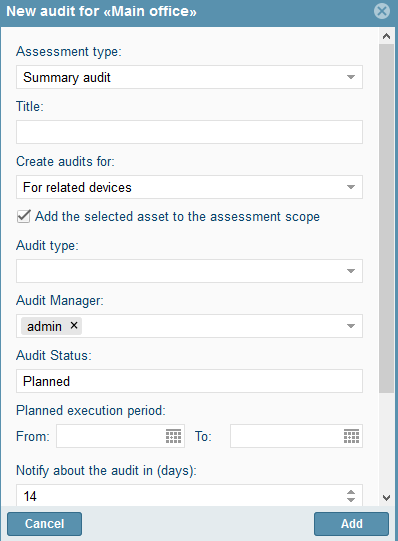 New audit for «Main office»
Assessment type:
Summary audit
Title:
Create audits for:
For related devices
Add the selected asset to the assessment scope
Audit type:
Audit Manager:
admin ×
Audit Status:
Planned
Planned execution period:
From: To:
Notify about the audit in (days):
14
Cancel Add